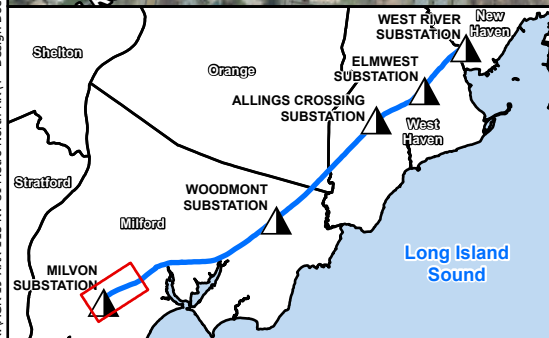 WEST RIVER
SUBSTATION
New
Haven
Shelton
Orange
ELMWEST
SUBSTATION
ALLINGS CROSSING
SUBSTATION
West
Haven
Stratford
WOODMONT
SUBSTATION
Milford
Long Island
Sound
MILVON
SUBSTATION